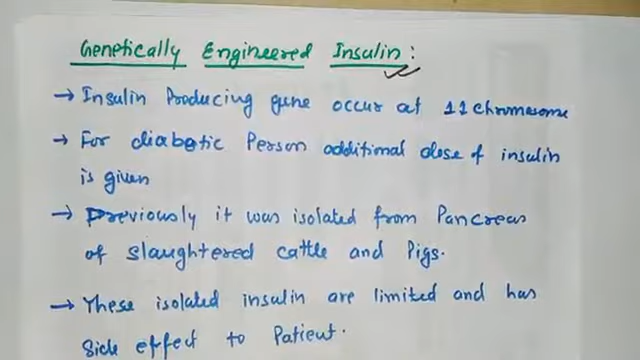 Genetically Engineered Insulin :
→ Insulin Producing gene occur at 11 chromosome
→ For diabetic Person additional dose of insulin
is given
→ Previously it was isolated from Pancreas
of slaughtered cattle and Pigs.
→ These isolated insulin are limited and has
Side effect to Patient.